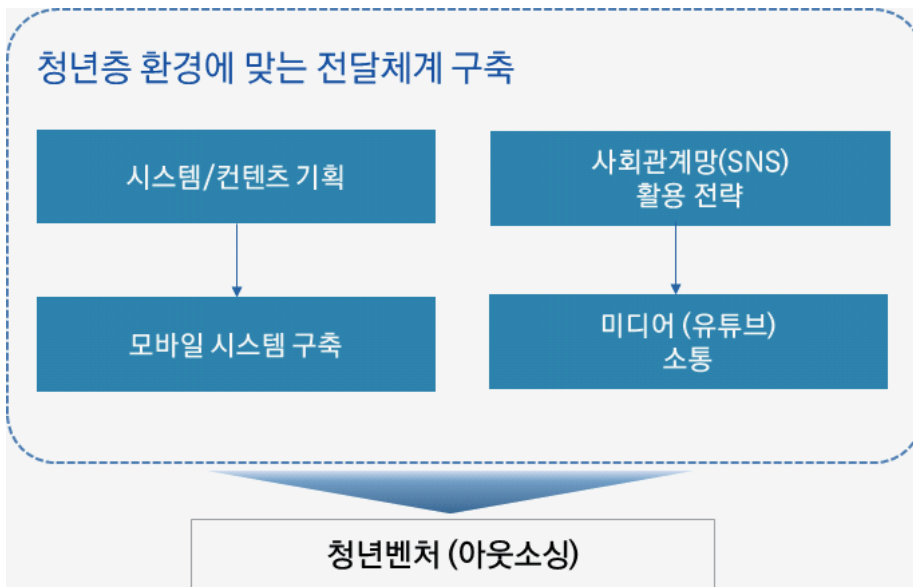 청년층 환경에 맞는 전달체계 구축
시스템/컨텐츠 기획
모바일 시스템 구축
사회관계망(SNS)
활용 전략
미디어 (유튜브)
소통
청년벤처 (아웃소싱)